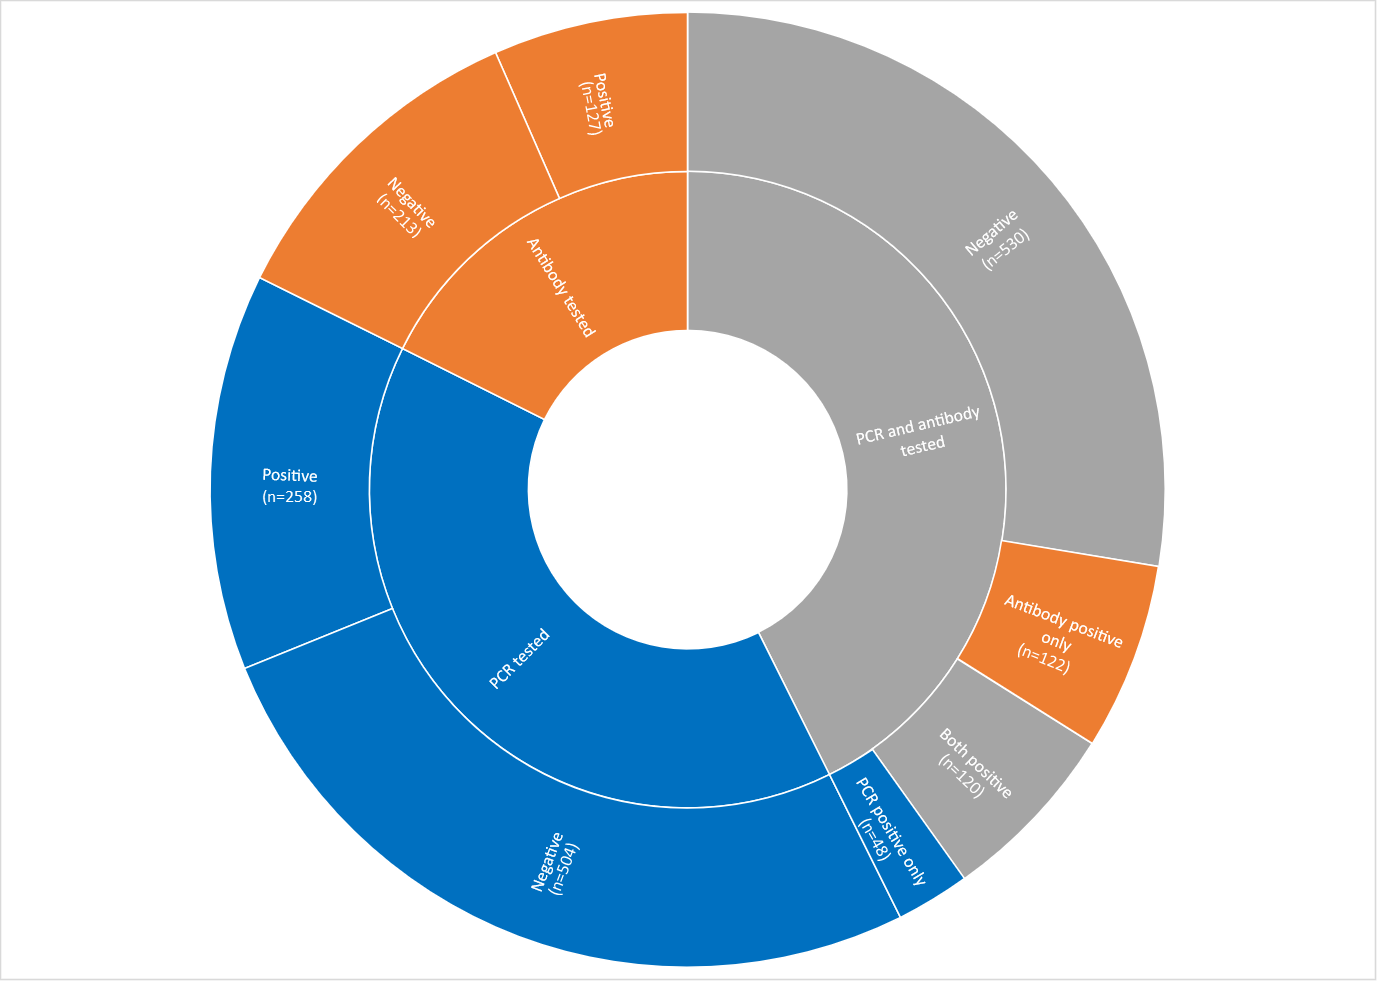 Positive
(n=127)
Negative
(n=213)
Antibody tested
Negative
(n=530)
PCR and antibody
tested
Positive
(n=258)
Antibody positive
only
(n=122)
PCR tested
Both positive
(n=120)
PCR positive only
(n=48)
Negative
(n=504)